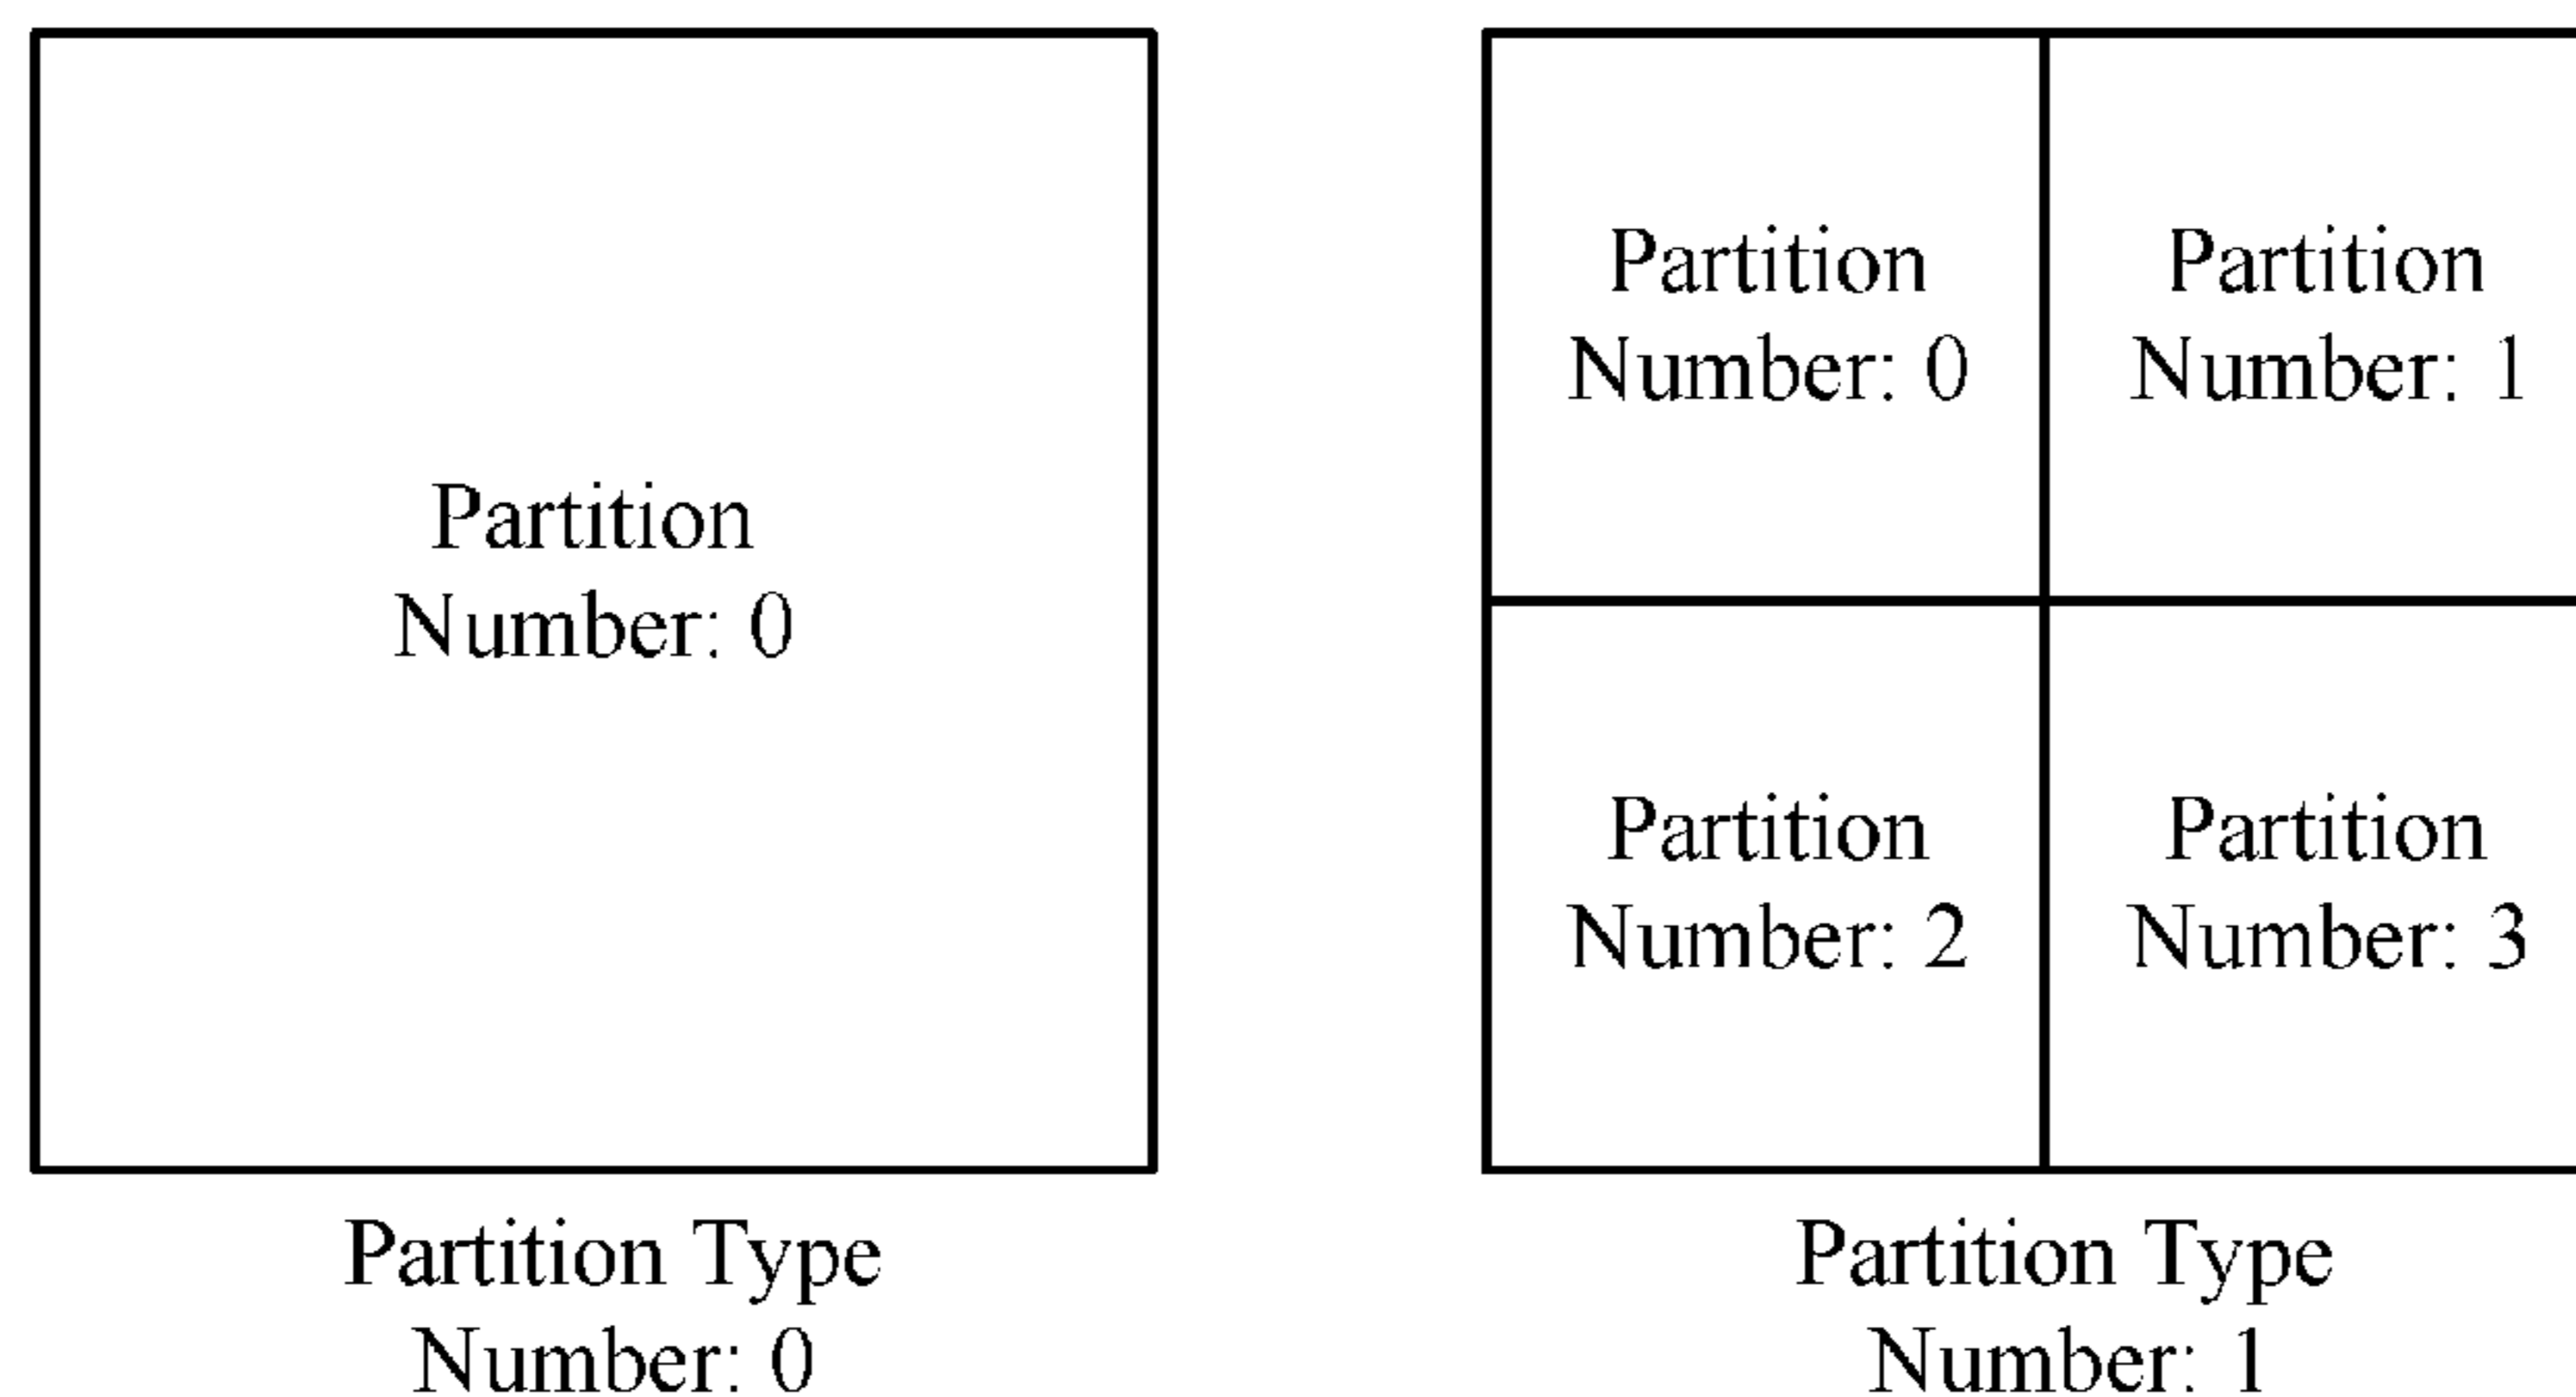 Partition
Number: 0
Partition Type
Number: 0
Partition
Number: 0
Partition
Number: 1
Partition
Number: 2
Partition
Number: 3
Partition Type
Number: 1